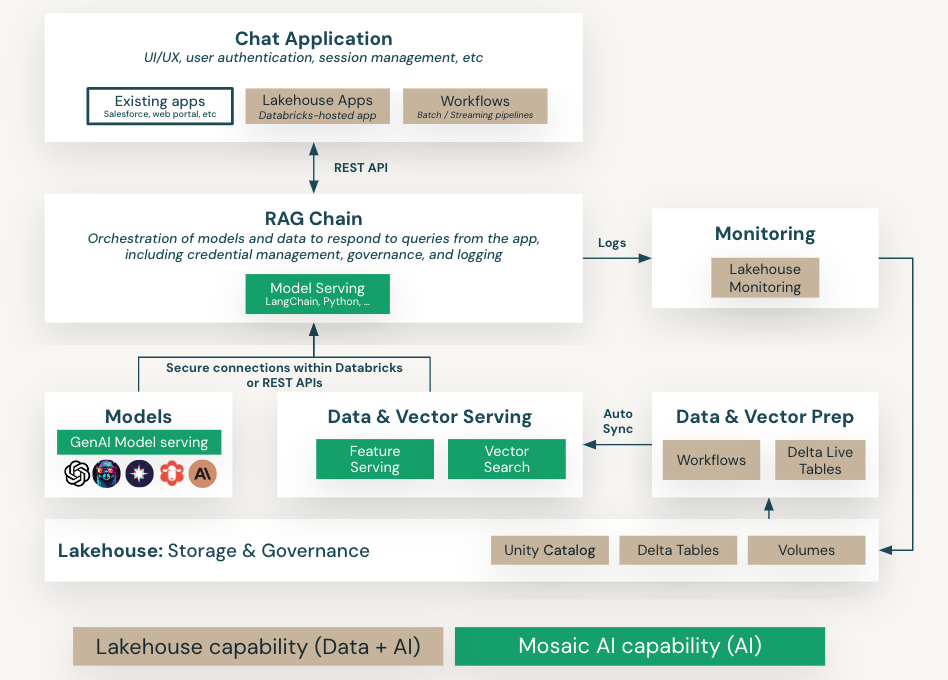 Chat Application
UI/UX, user authentication, session management, etc
Existing apps
Salesforce, web portal, etc
Lakehouse Apps
Databricks-hosted app
Workflows
Batch / Streaming pipelines
REST API
RAG Chain
Orchestration of models and data to respond to queries from the app,
including credential management, governance, and logging
Model Serving
LangChain, Python, ...
Logs
Monitoring
Lakehouse
Monitoring
Secure connections within Databricks
or REST APIs
Models
GenAI Model serving
Data & Vector Serving
Feature
Serving
Vector
Search
Auto
Sync
Data & Vector Prep
Workflows
Delta Live
Tables
Lakehouse: Storage & Governance
Unity Catalog
Delta Tables
Volumes
Lakehouse capability (Data + AI)
Mosaic AI capability (AI)